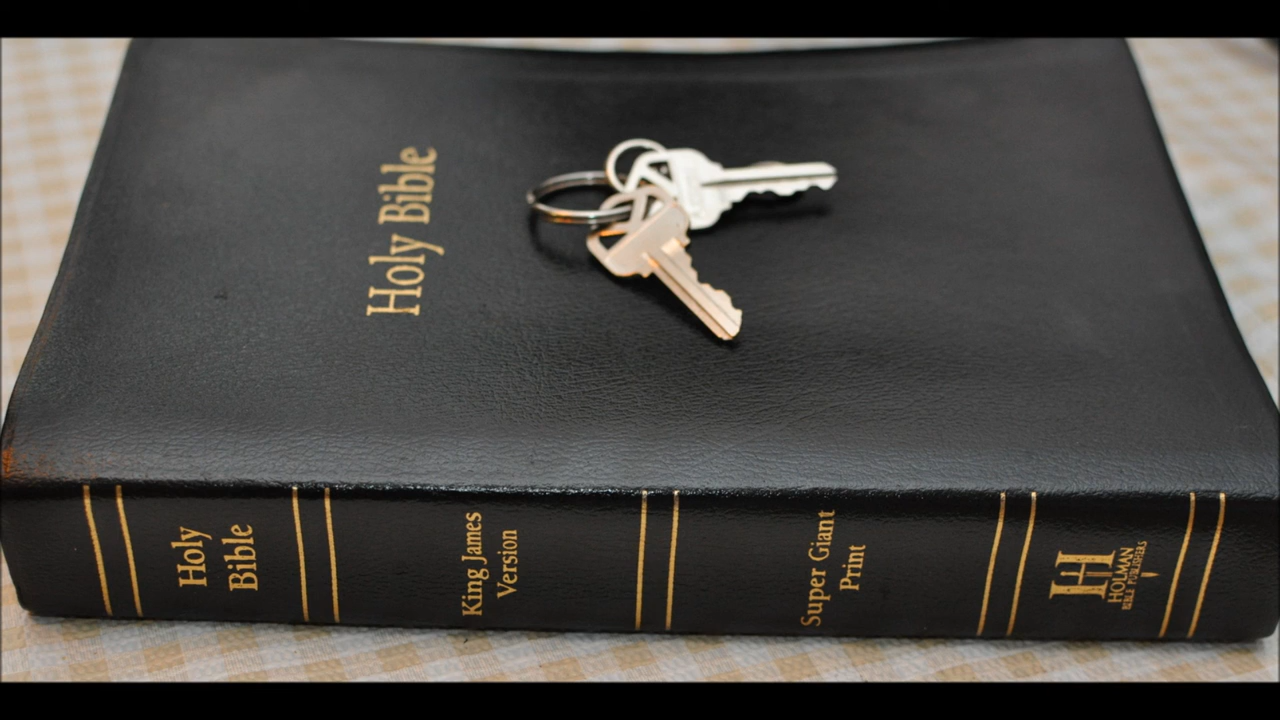 Holy Bible
Holy
Bible
King James
Version
Super Giant
Print
HOLMAN
BIBLE PUBLISHERS